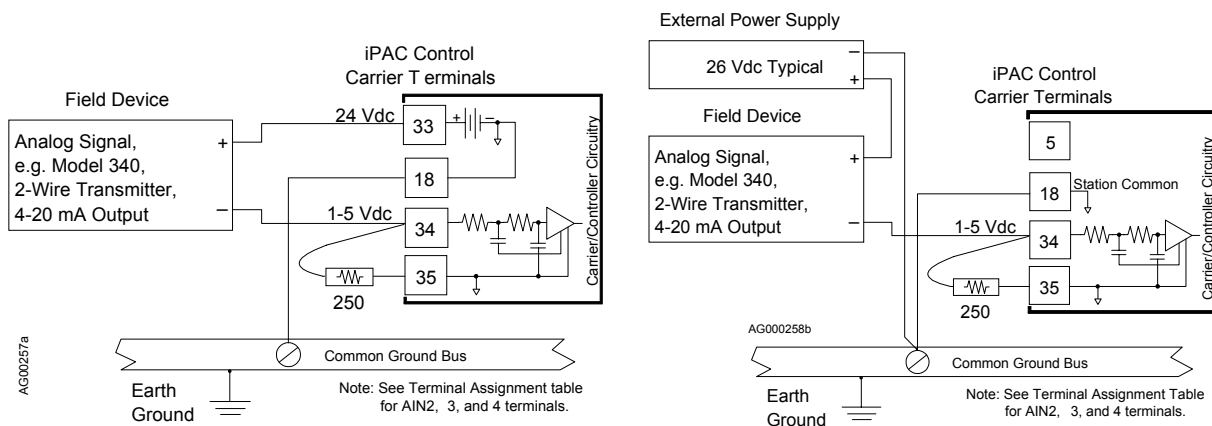 iPAC Control
Carrier T erminals
Field Device
Analog Signal,
e.g. Model 340,
2-Wire Transmitter,
4-20 mA Output
+
−
24 Vdc
33
+
−
18
1-5 Vdc
34
35
250
Carrier/Controller Circuitry
Common Ground Bus
Earth
Ground
Note: See Terminal Assignment table
for AIN2, 3, and 4 terminals.
AG00257a
External Power Supply
26 Vdc Typical
−
+
Field Device
Analog Signal,
e.g. Model 340,
2-Wire Transmitter,
4-20 mA Output
+
−
iPAC Control
Carrier Terminals
5
18
Station Common
1-5 Vdc
34
35
250
Carrier/Controller Circuitry
AG000258b
Common Ground Bus
Earth
Ground
Note: See Terminal Assignment Table
for AIN2, 3, and 4 terminals.